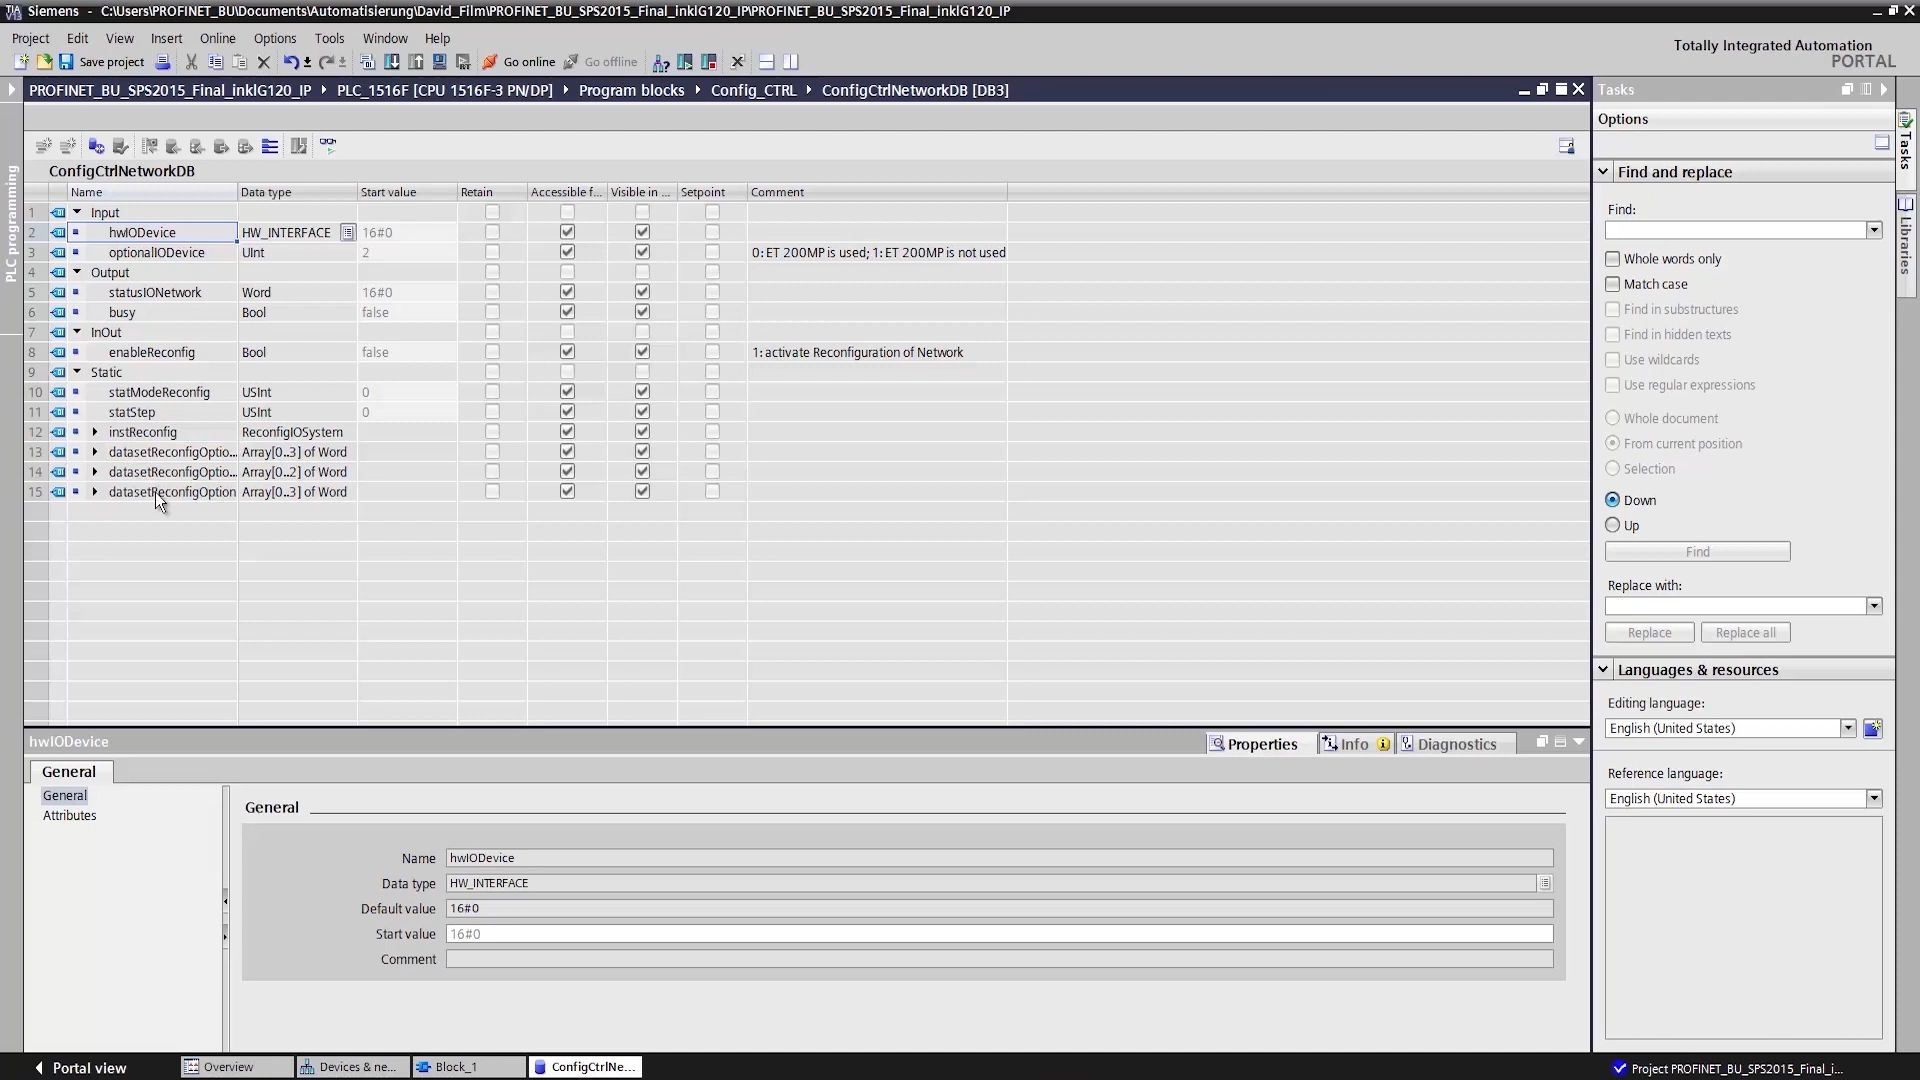 Siemens - C:\Users\PROFINET_BU\Documents\Automatisierung\David_Film\PROFINET_BU_SPS2015_Final_inklG120_IP\PROFINET_BU_SPS2015_Final_inklG120_IP
Project Edit View Insert Online Options Tools Window Help
Totally Integrated Automation
PORTAL
Save project Go online Go offline
PROFINET_BU_SPS2015_Final_inklG120_IP PLC_1516F [CPU 1516F-3 PN/DP] Program blocks Config_CTRL ConfigCtrlNetworkDB [DB3]
PLC programming
ConfigCtrlNetworkDB
Name Data type Start value Retain Accessible f... Visible in ... Setpoint Comment
1 Input
2 hwIODevice HW_INTERFACE 16#0
3 optionalIODevice UInt 2 0: ET 200MP is used; 1: ET 200MP is not used
4 Output
5 statusIONetwork Word 16#0
6 busy Bool false
7 InOut
8 enableReconfig Bool false 1: activate Reconfiguration of Network
9 Static
10 statModeReconfig USInt 0
11 statStep USInt 0
12 instReconfig ReconfigIOSystem
13 datasetReconfigOptio... Array[0..3] of Word
14 datasetReconfigOptio... Array[0..2] of Word
15 datasetReconfigOption Array[0..3] of Word
hwIODevice
Properties Info Diagnostics
General
General
Attributes
General
Name hwIODevice
Data type HW_INTERFACE
Default value 16#0
Start value 16#0
Comment
Tasks
Options
Find and replace
Find:
Whole words only
Match case
Find in substructures
Find in hidden texts
Use wildcards
Use regular expressions
Whole document
From current position
Selection
Down
Up
Find
Replace with:
Replace Replace all
Languages & resources
Editing language:
English (United States)
Reference language:
English (United States)
Tasks
Libraries
Portal view Overview Devices & ne... Block_1 ConfigCtrlNe...
Project PROFINET_BU_SPS2015_Final_i...